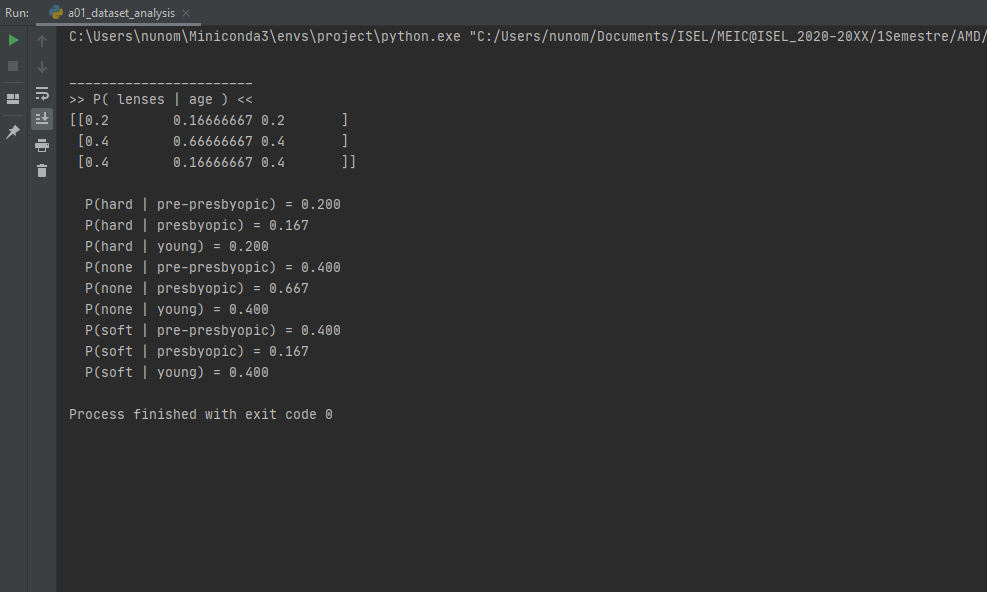 Run: a01_dataset_analysis
C:\Users\nunom\Miniconda3\envs\project\python.exe "C:/Users/nunom/Documents/ISEL/MEIC@ISEL_2020-20XX/1Semestre/AMD/
-----------------------
>> P( lenses | age ) <<
[[0.2        0.16666667 0.2       ]
 [0.4        0.66666667 0.4       ]
 [0.4        0.16666667 0.4       ]]
  P(hard | pre-presbyopic) = 0.200
  P(hard | presbyopic) = 0.167
  P(hard | young) = 0.200
  P(none | pre-presbyopic) = 0.400
  P(none | presbyopic) = 0.667
  P(none | young) = 0.400
  P(soft | pre-presbyopic) = 0.400
  P(soft | presbyopic) = 0.167
  P(soft | young) = 0.400
Process finished with exit code 0